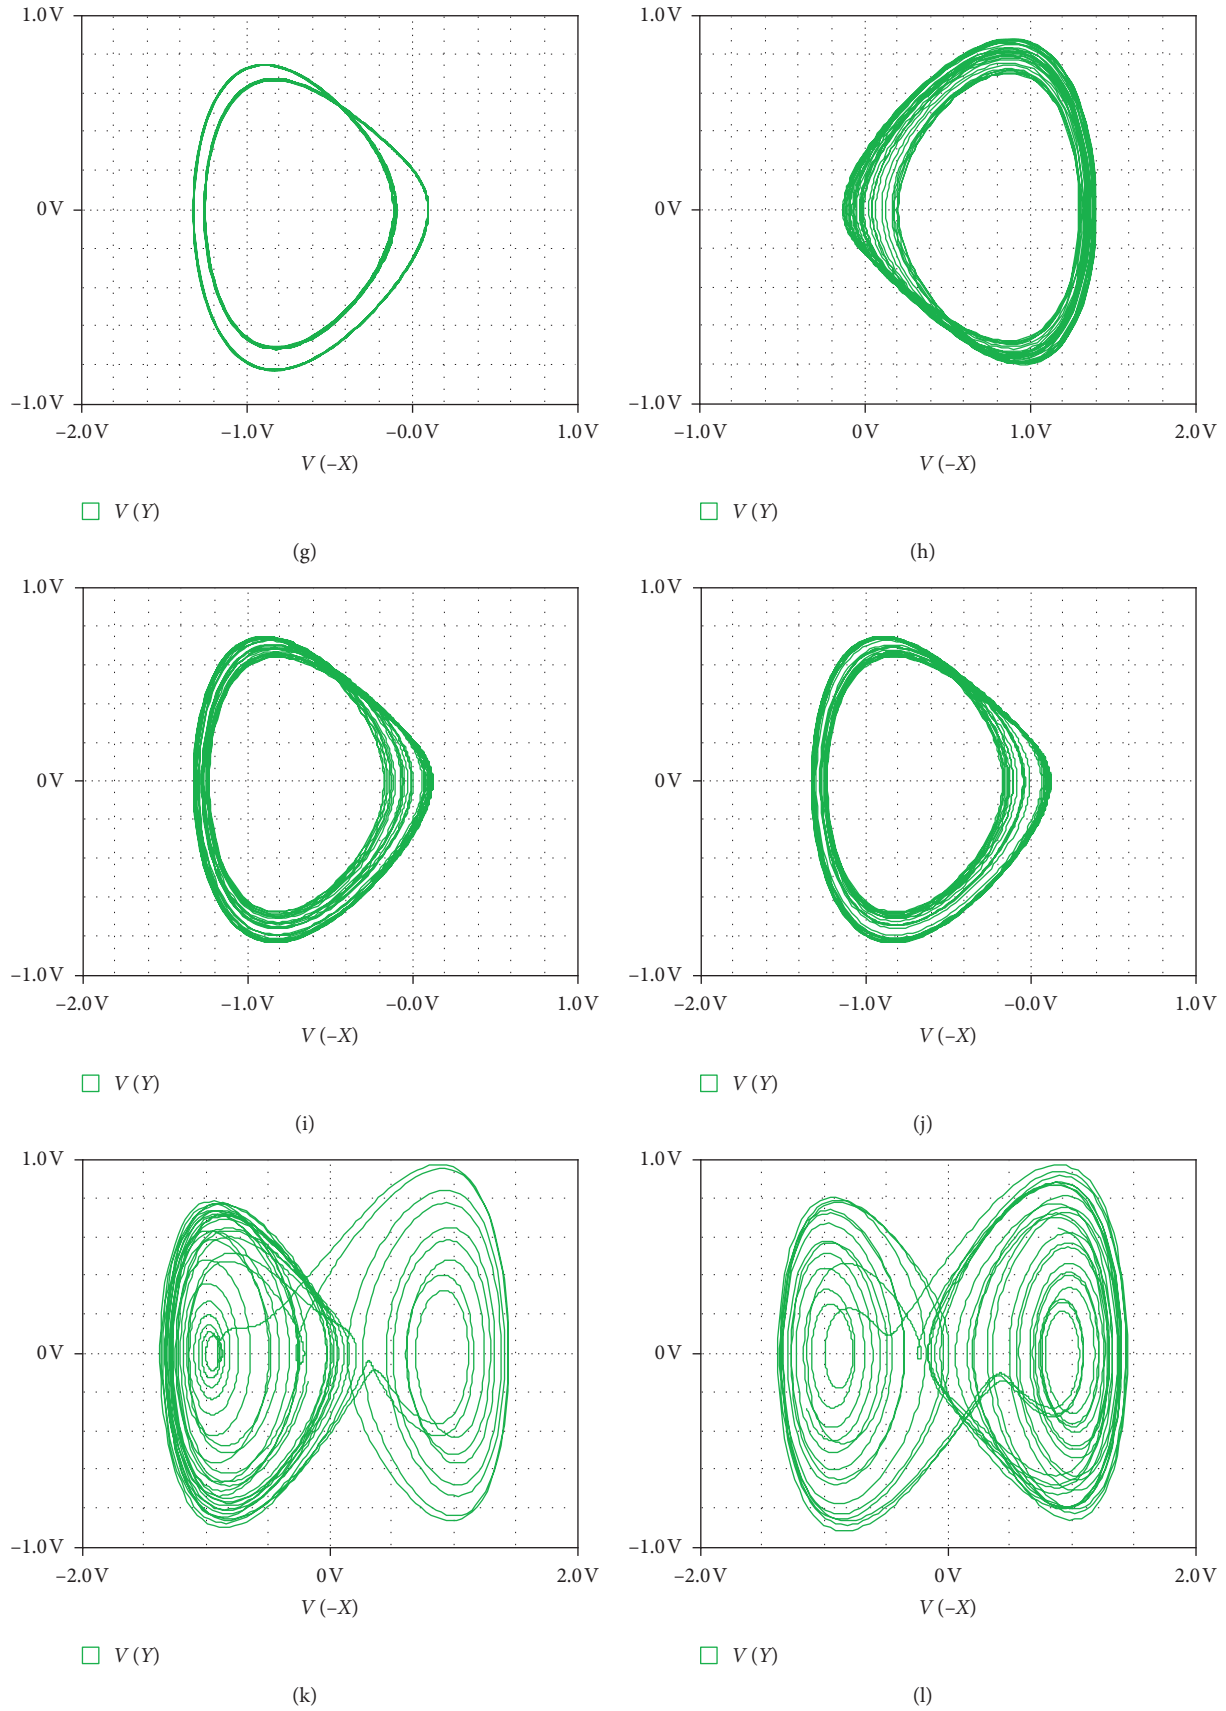 1.0 V
0 V
–1.0 V
–2.0 V –1.0 V –0.0 V 1.0 V
V (–X)
V (Y)
(g)
1.0 V
0 V
–1.0 V
–1.0 V 0 V 1.0 V 2.0 V
V (–X)
V (Y)
(h)
1.0 V
0 V
–1.0 V
–2.0 V –1.0 V –0.0 V 1.0 V
V (–X)
V (Y)
(i)
1.0 V
0 V
–1.0 V
–2.0 V –1.0 V –0.0 V 1.0 V
V (–X)
V (Y)
(j)
1.0 V
0 V
–1.0 V
–2.0 V 0 V 2.0 V
V (–X)
V (Y)
(k)
1.0 V
0 V
–1.0 V
–2.0 V 0 V 2.0 V
V (–X)
V (Y)
(l)